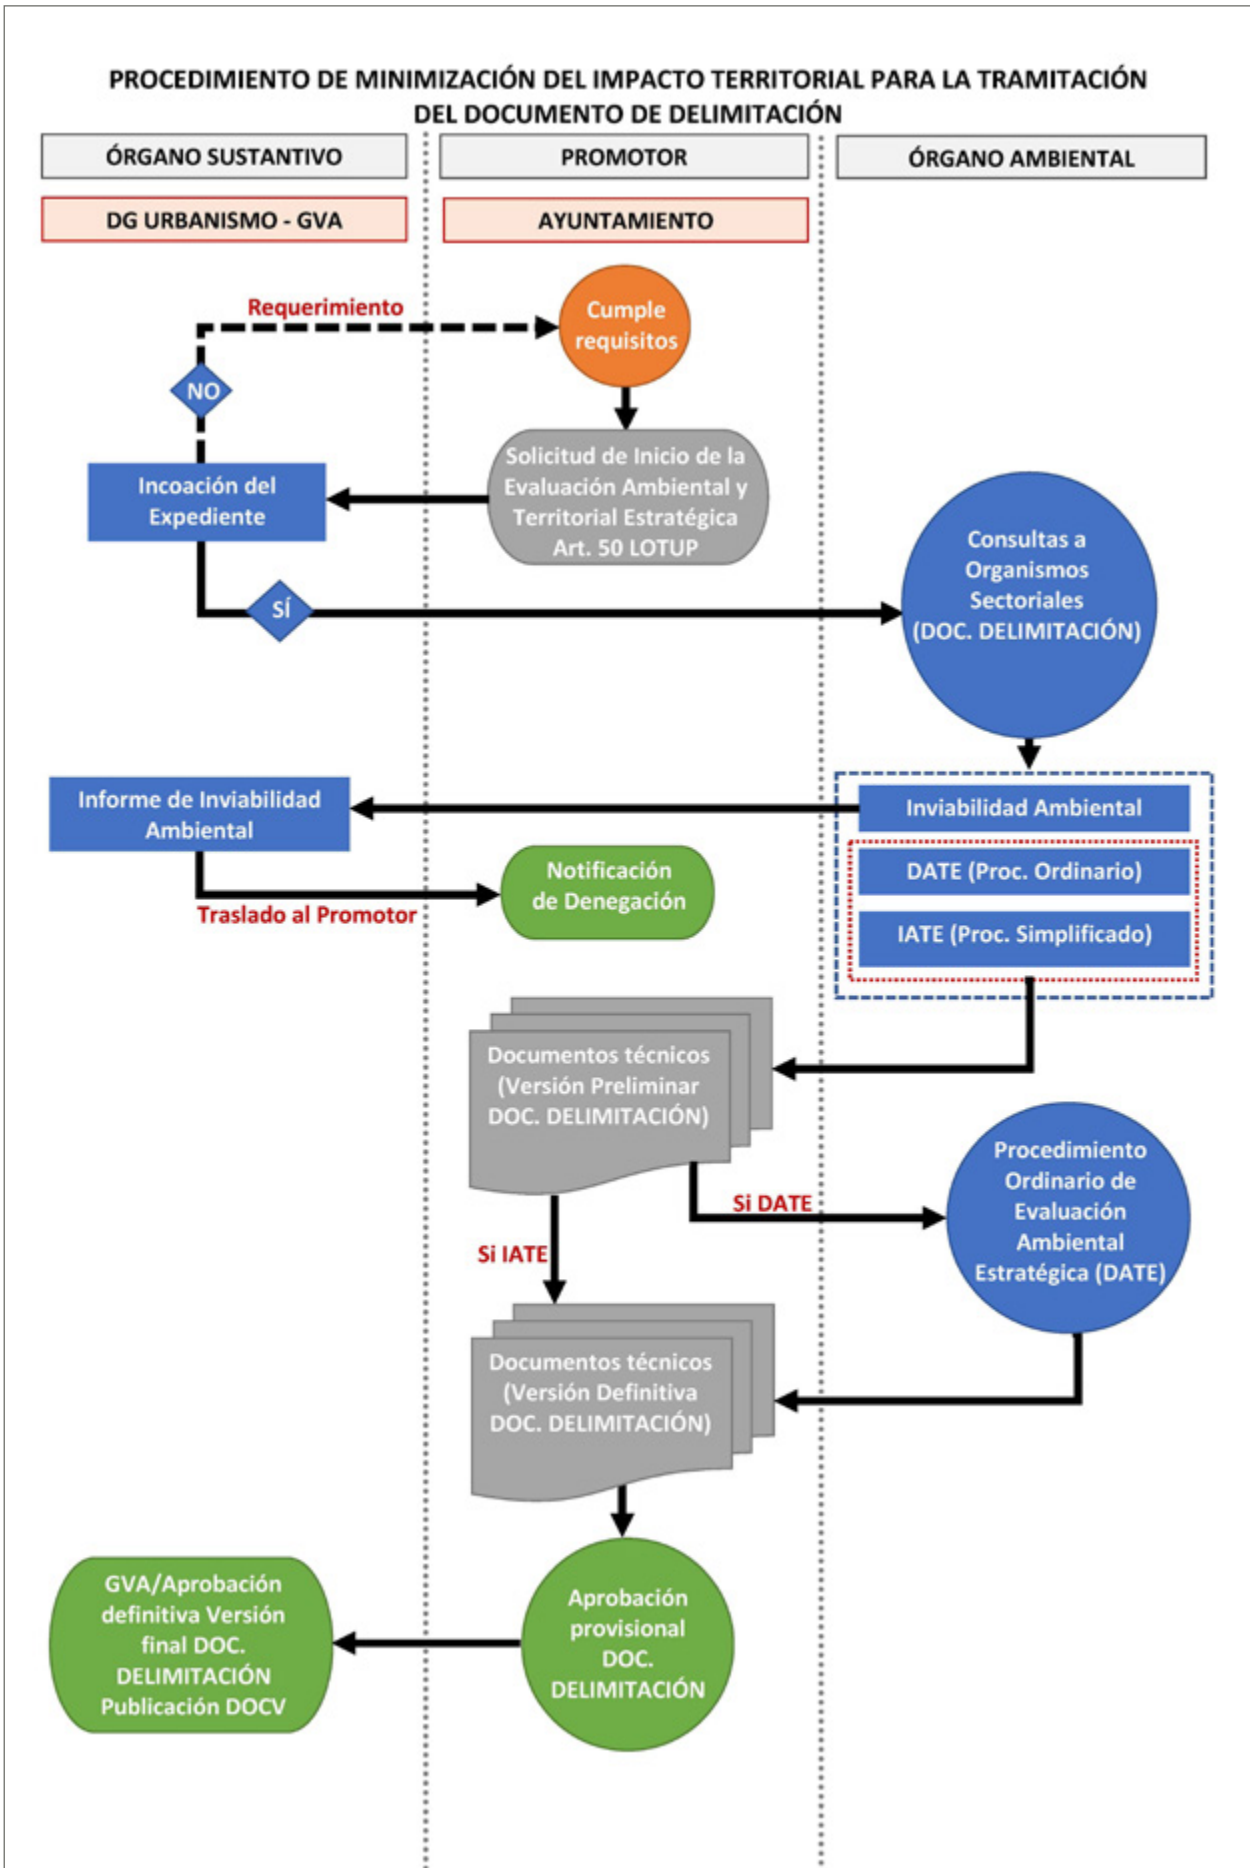 PROCEDIMIENTO DE MINIMIZACIÓN DEL IMPACTO TERRITORIAL PARA LA TRAMITACIÓN
DEL DOCUMENTO DE DELIMITACIÓN
ÓRGANO SUSTANTIVO
PROMOTOR
ÓRGANO AMBIENTAL
DG URBANISMO - GVA
AYUNTAMIENTO
Requerimiento
Cumple
requisitos
NO
Solicitud de Inicio de la
Evaluación Ambiental y
Territorial Estratégica
Art. 50 LOTUP
Incoación del
Expediente
SÍ
Consultas a
Organismos
Sectoriales
(DOC. DELIMITACIÓN)
Informe de Inviabilidad
Ambiental
Inviabilidad Ambiental
DATE (Proc. Ordinario)
IATE (Proc. Simplificado)
Traslado al Promotor
Notificación
de Denegación
Documentos técnicos
(Versión Preliminar
DOC. DELIMITACIÓN)
Si DATE
Procedimiento
Ordinario de
Evaluación
Ambiental
Estratégica (DATE)
Si IATE
Documentos técnicos
(Versión Definitiva
DOC. DELIMITACIÓN)
Aprobación
provisional
DOC.
DELIMITACIÓN
GVA/Aprobación
definitiva Versión
final DOC.
DELIMITACIÓN
Publicación DOCV